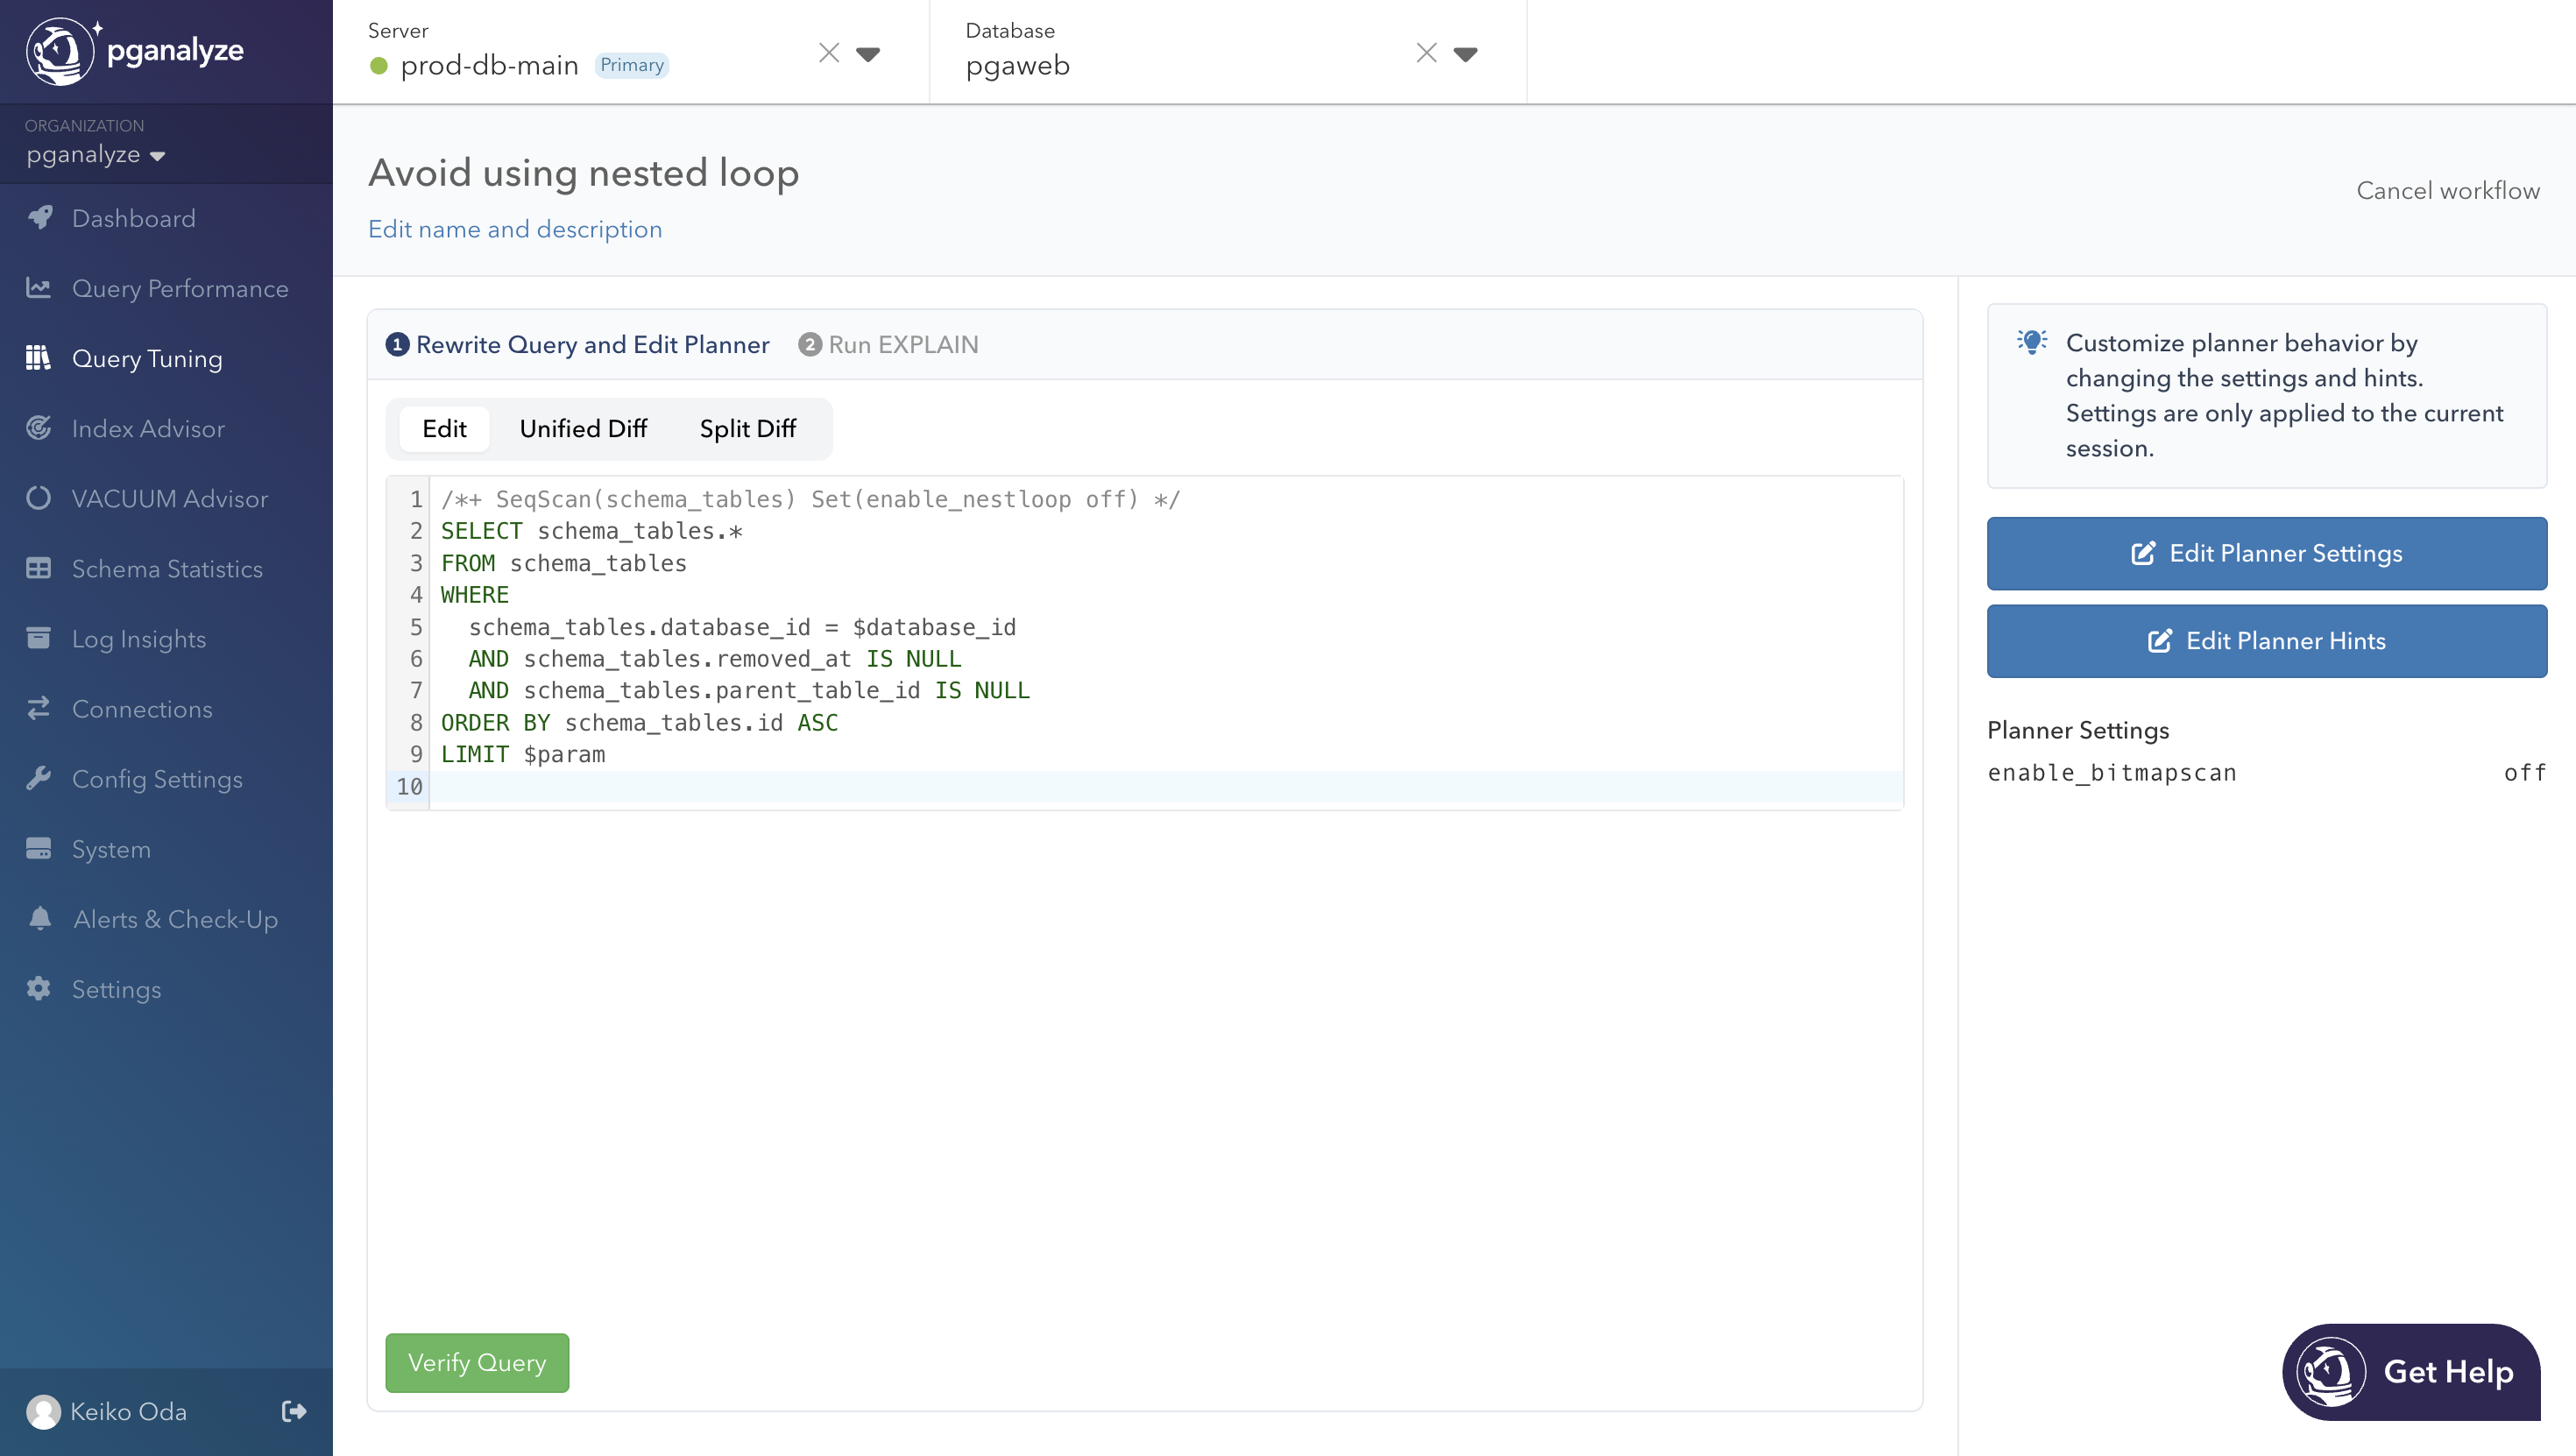 pganalyze
ORGANIZATION
pganalyze
Dashboard
Query Performance
Query Tuning
Index Advisor
VACUUM Advisor
Schema Statistics
Log Insights
Connections
Config Settings
System
Alerts & Check-Up
Settings
Keiko Oda
Server
prod-db-main Primary
Database
pgaweb
Avoid using nested loop
Edit name and description
Cancel workflow
1 Rewrite Query and Edit Planner 2 Run EXPLAIN
Edit Unified Diff Split Diff
1 /*+ SeqScan(schema_tables) Set(enable_nestloop off) */
2 SELECT schema_tables.*
3 FROM schema_tables
4 WHERE
5 schema_tables.database_id = $database_id
6 AND schema_tables.removed_at IS NULL
7 AND schema_tables.parent_table_id IS NULL
8 ORDER BY schema_tables.id ASC
9 LIMIT $param
10
Verify Query
Customize planner behavior by
changing the settings and hints.
Settings are only applied to the current
session.
Edit Planner Settings
Edit Planner Hints
Planner Settings
enable_bitmapscan off
Get Help